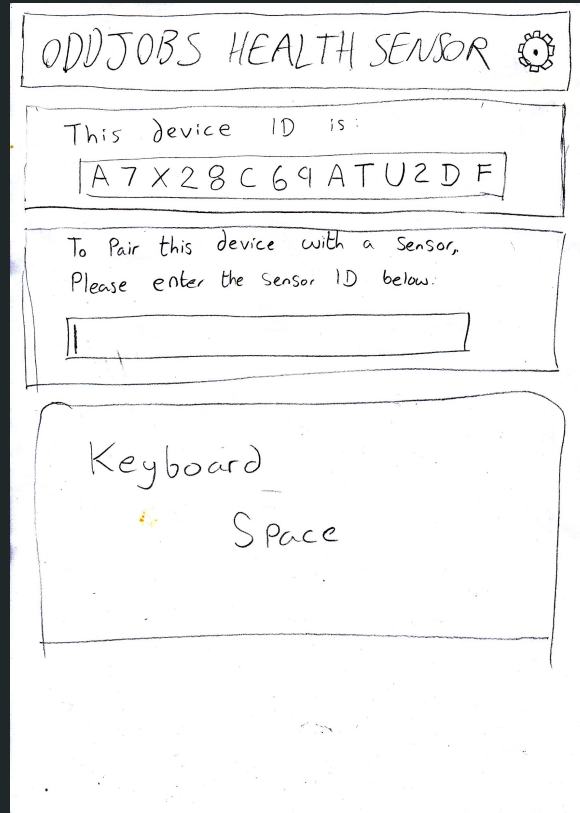 ODDJOBS HEALTH SENSOR
This device ID is:
A7X28C69ATU2DF
To Pair this device with a Sensor,
Please enter the Sensor ID below:
Keyboard
Space